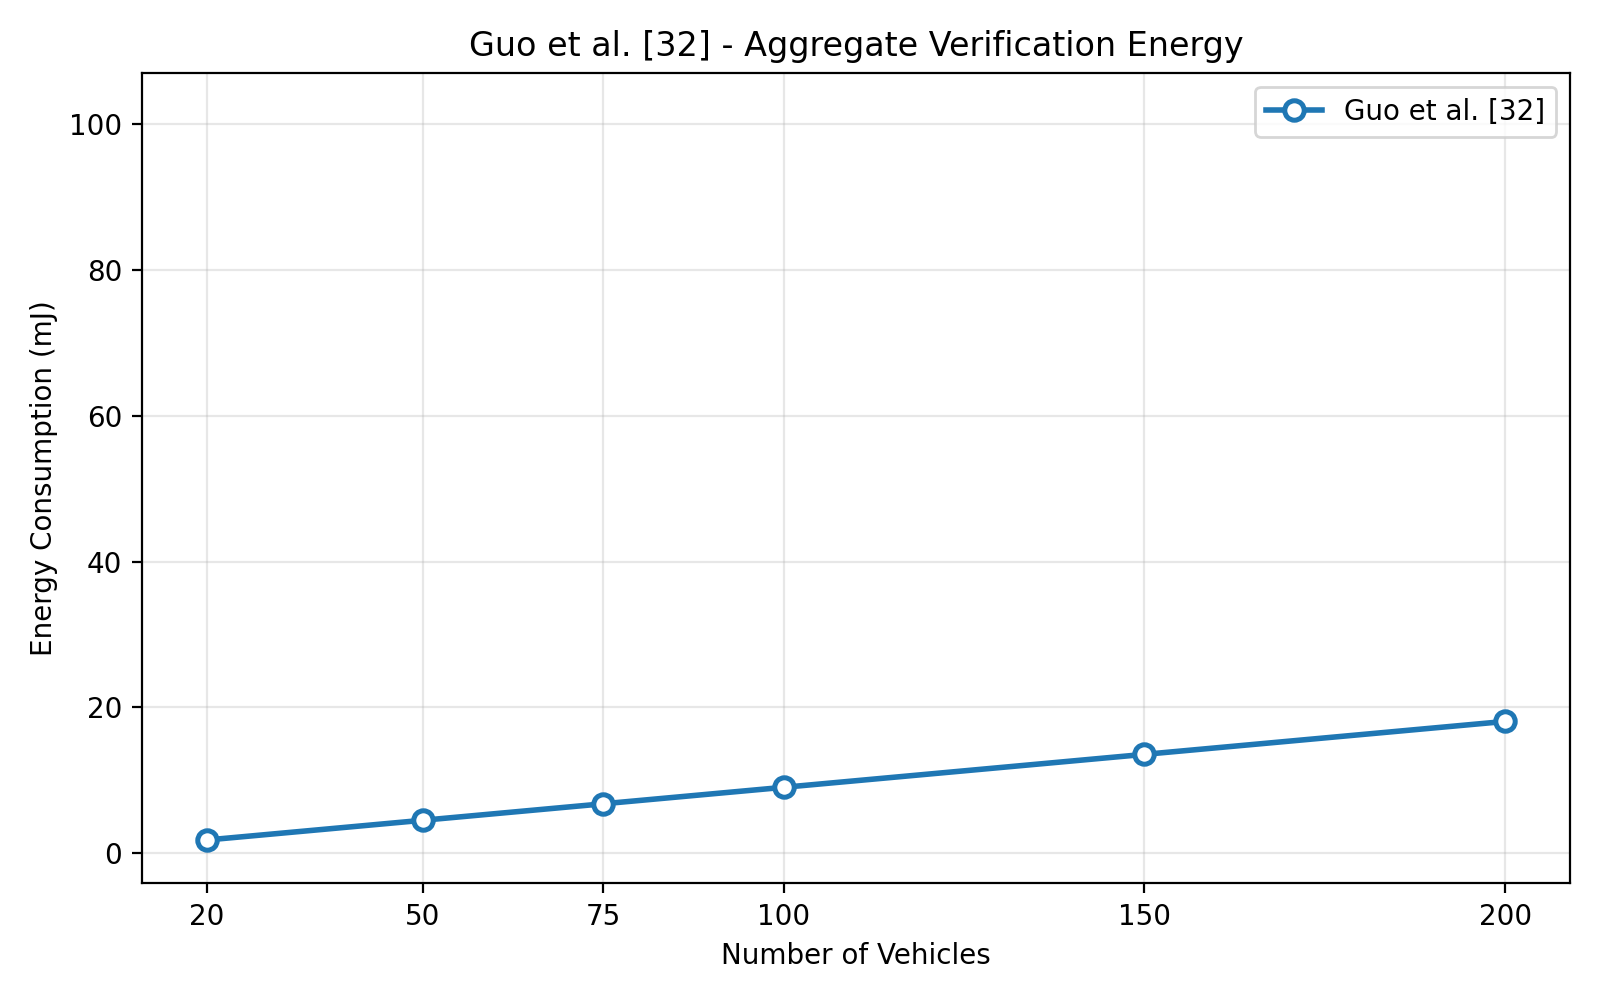 Guo et al. [32] - Aggregate Verification Energy
Guo et al. [32]
Energy Consumption (mJ)
100
80
60
40
20
0
20 50 75 100 150 200
Number of Vehicles